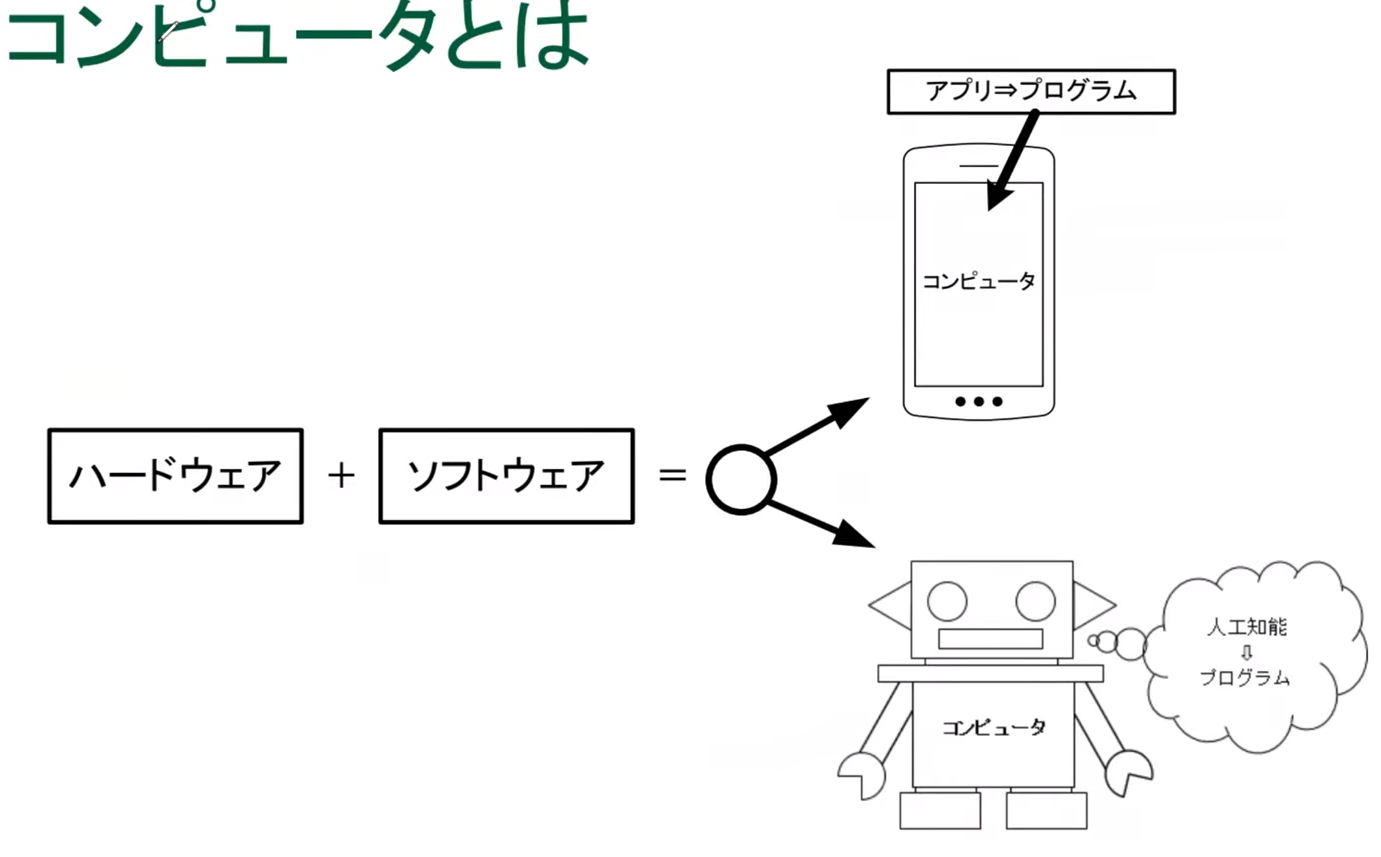 コンピュータとは
アプリ⇒プログラム
コンピュータ
ハードウェア + ソフトウェア =
人工知能
⇩
プログラム
コンピュータ